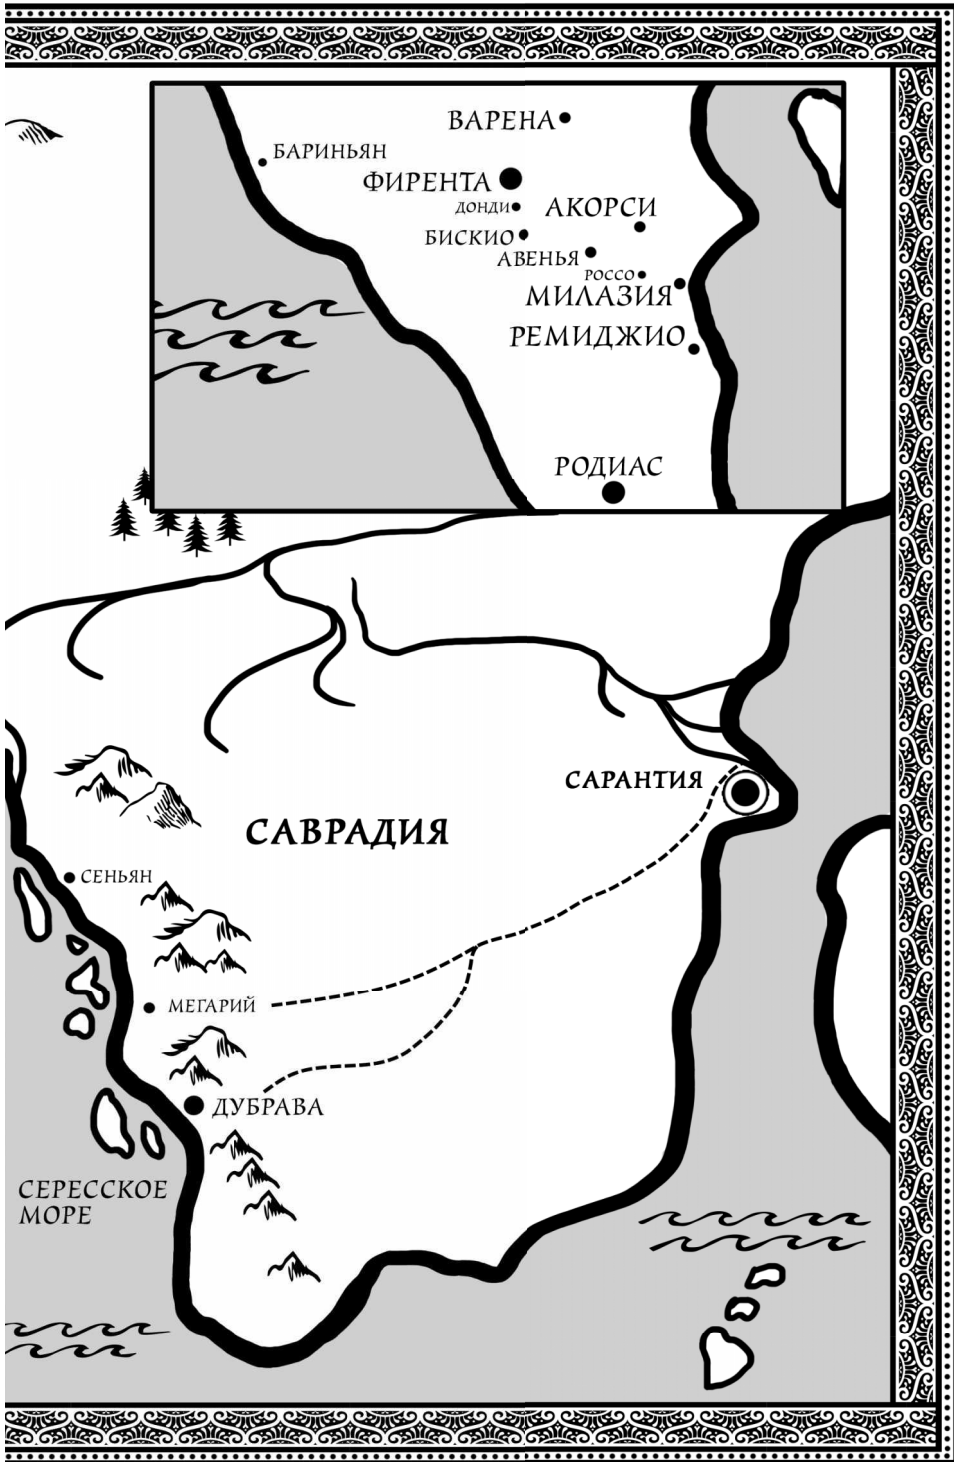 ВАРЕНА
БАРИНЬЯН
ФИРЕНТА
ДОНДИ
АКОРСИ
БИСКИО
АВЕНЬЯ
РОССО
МИЛАЗИЯ
РЕМИДЖИО
РОДИАС
САРАНТИЯ
САВРАДИЯ
СЕНЬЯН
МЕГАРИЙ
ДУБРАВА
СЕРЕССКОЕ
МОРЕ